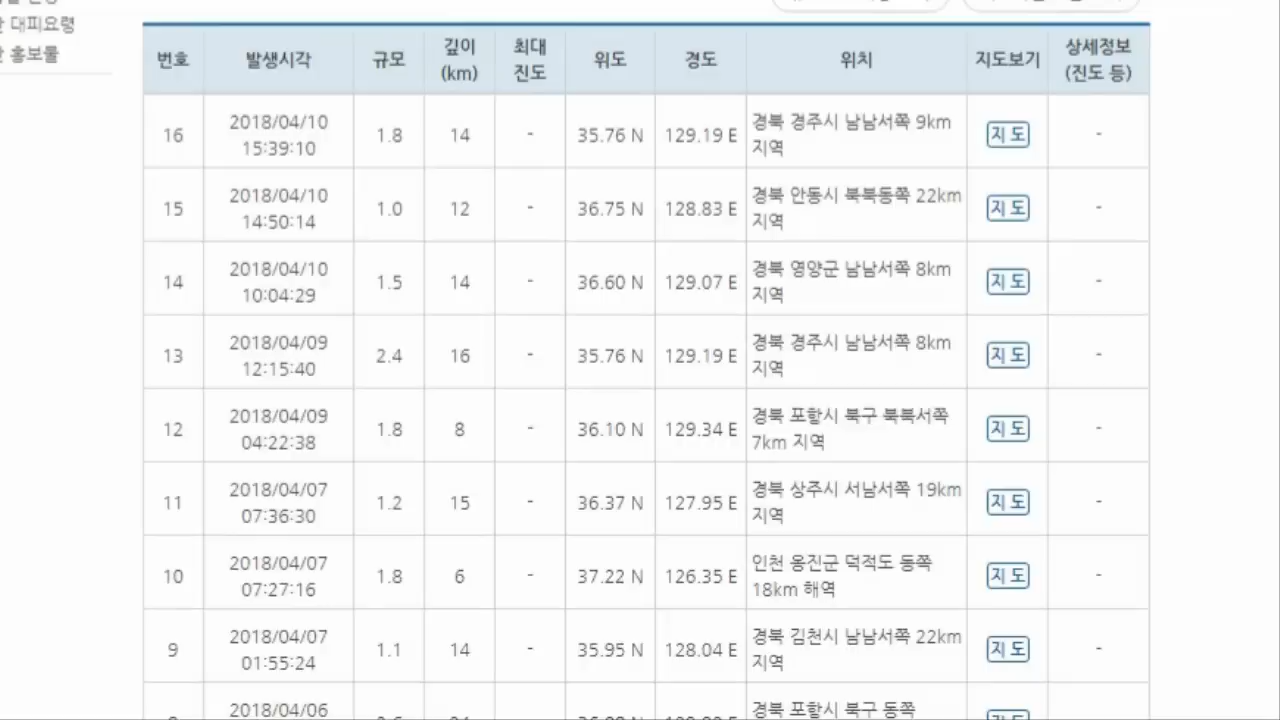 대피요령
홍보물
번호 발생시각 규모 깊이 (km) 최대 진도 위도 경도 위치 지도보기 상세정보 (진도 등)
16 2018/04/10 15:39:10 1.8 14 - 35.76 N 129.19 E 경북 경주시 남남서쪽 9km 지역 지도 -
15 2018/04/10 14:50:14 1.0 12 - 36.75 N 128.83 E 경북 안동시 북북동쪽 22km 지역 지도 -
14 2018/04/10 10:04:29 1.5 14 - 36.60 N 129.07 E 경북 영양군 남남서쪽 8km 지역 지도 -
13 2018/04/09 12:15:40 2.4 16 - 35.76 N 129.19 E 경북 경주시 남남서쪽 8km 지역 지도 -
12 2018/04/09 04:22:38 1.8 8 - 36.10 N 129.34 E 경북 포항시 북구 북북서쪽 7km 지역 지도 -
11 2018/04/07 07:36:30 1.2 15 - 36.37 N 127.95 E 경북 상주시 서남서쪽 19km 지역 지도 -
10 2018/04/07 07:27:16 1.8 6 - 37.22 N 126.35 E 인천 옹진군 덕적도 동쪽 18km 해역 지도 -
9 2018/04/07 01:55:24 1.1 14 - 35.95 N 128.04 E 경북 김천시 남남서쪽 22km 지역 지도 -
2018/04/06 경북 포항시 북구 동쪽